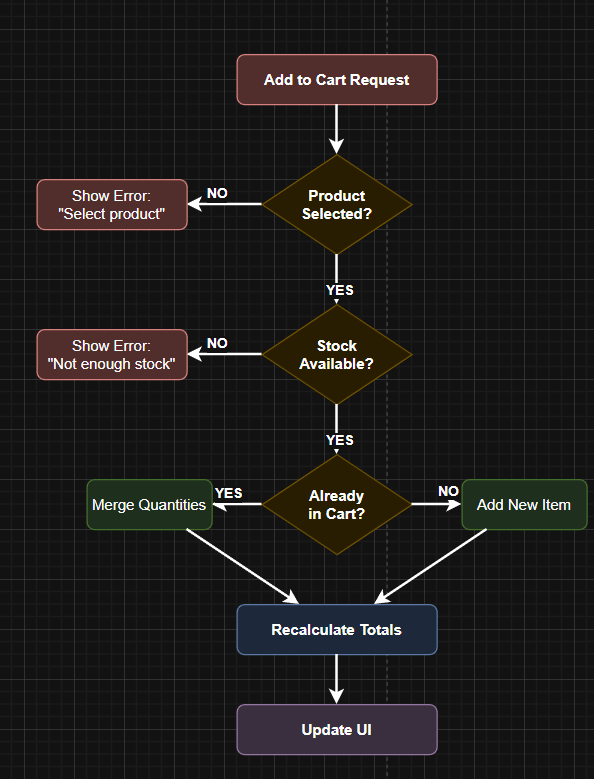 Add to Cart Request
Product
Selected?
NO
Show Error:
"Select product"
YES
Stock
Available?
NO
Show Error:
"Not enough stock"
YES
Already
in Cart?
YES
Merge Quantities
NO
Add New Item
Recalculate Totals
Update UI